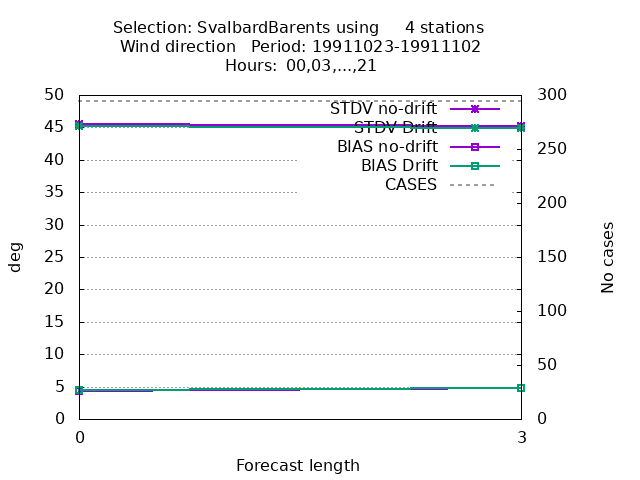 Selection: SvalbardBarents using     4 stations
Wind direction   Period: 19911023-19911102
Hours:  00,03,...,21
50
45
40
35
30
25
20
15
10
5
0
300
250
200
150
100
50
0
STDV no-drift
STDV Drift
BIAS no-drift
BIAS Drift
CASES
deg
No cases
0
3
Forecast length